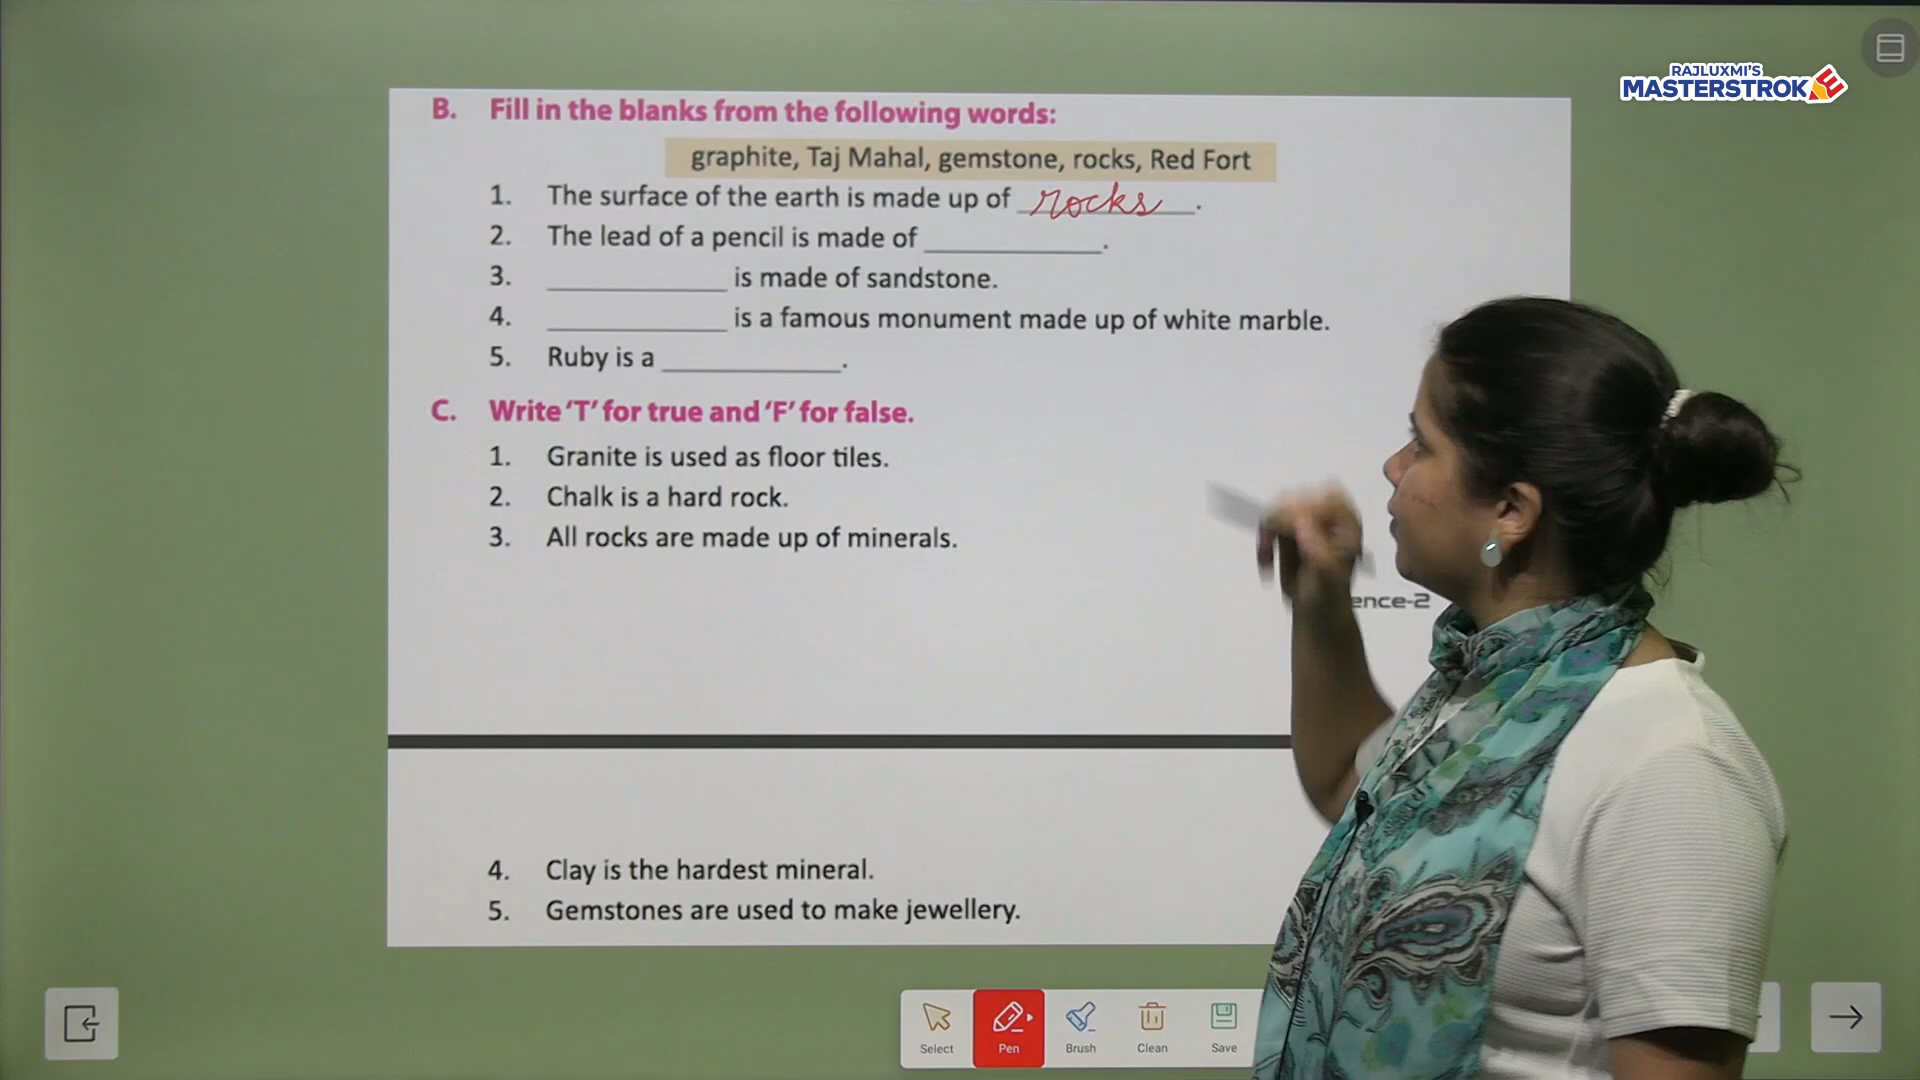 RAJLUXMI'S
MASTERSTROKE
B. Fill in the blanks from the following words:
graphite, Taj Mahal, gemstone, rocks, Red Fort
1. The surface of the earth is made up of rocks.
2. The lead of a pencil is made of ____________.
3. ____________ is made of sandstone.
4. ____________ is a famous monument made up of white marble.
5. Ruby is a ____________.
C. Write 'T' for true and 'F' for false.
1. Granite is used as floor tiles.
2. Chalk is a hard rock.
3. All rocks are made up of minerals.
ence-2
4. Clay is the hardest mineral.
5. Gemstones are used to make jewellery.
Select Pen Brush Clean Save